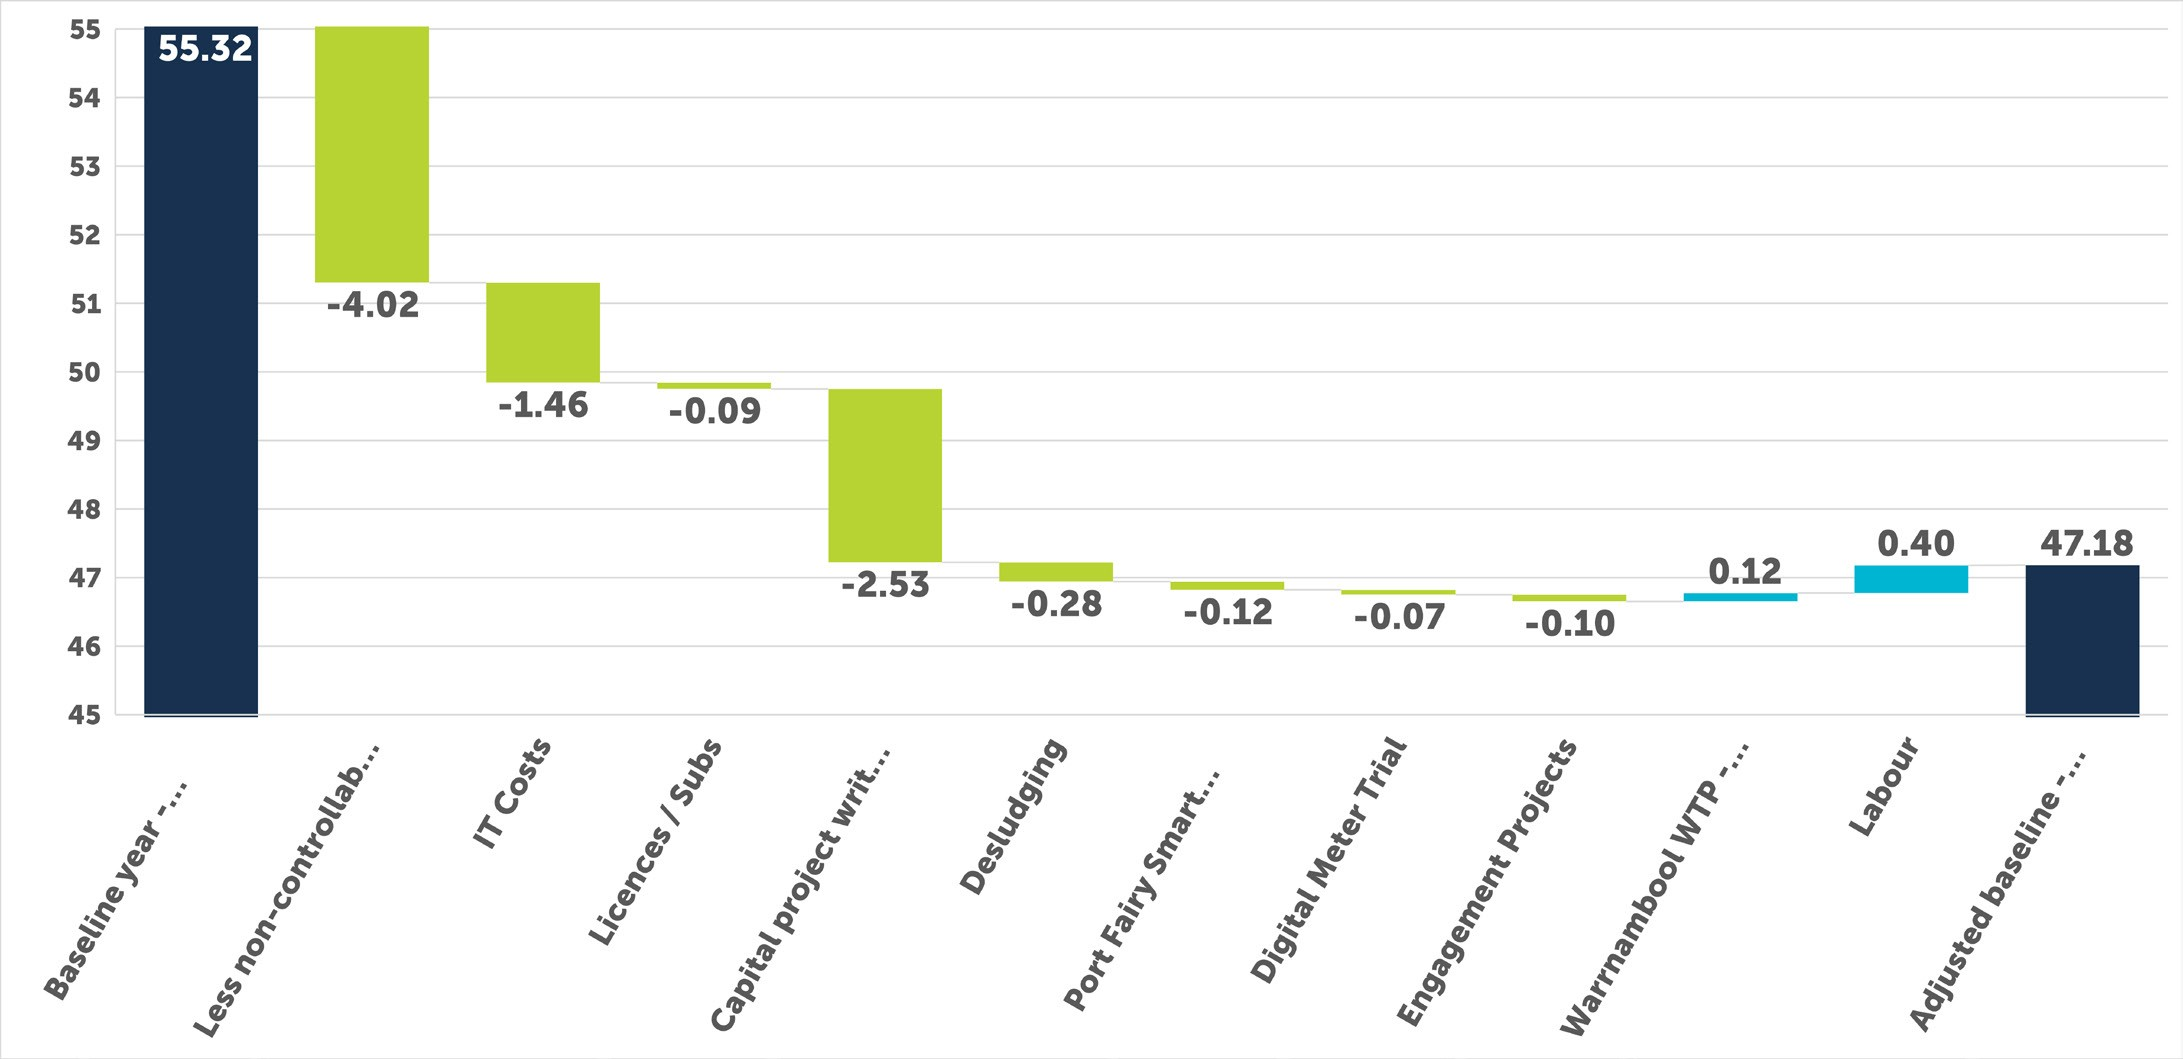 55
54
53
52
51
50
49
48
47
46
45
55.32
-4.02
-1.46
-0.09
-2.53
-0.28
-0.12
-0.07
-0.10
0.12
0.40
47.18
Baseline year -...
Less non-controllab...
IT Costs
Licences / Subs
Capital project writ...
Desludging
Port Fairy Smart...
Digital Meter Trial
Engagement Projects
Warrnambool WTP -...
Labour
Adjusted baseline -...